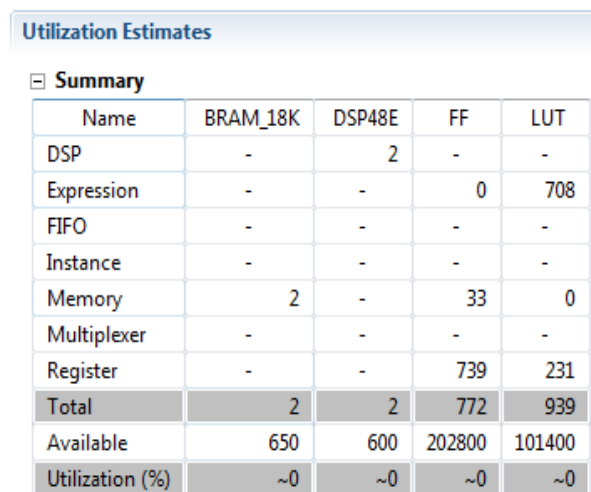 Utilization Estimates
Summary
Name BRAM_18K DSP48E FF LUT
DSP - 2 - -
Expression - - 0 708
FIFO - - - -
Instance - - - -
Memory 2 - 33 0
Multiplexer - - - -
Register - - 739 231
Total 2 2 772 939
Available 650 600 202800 101400
Utilization (%) ~0 ~0 ~0 ~0